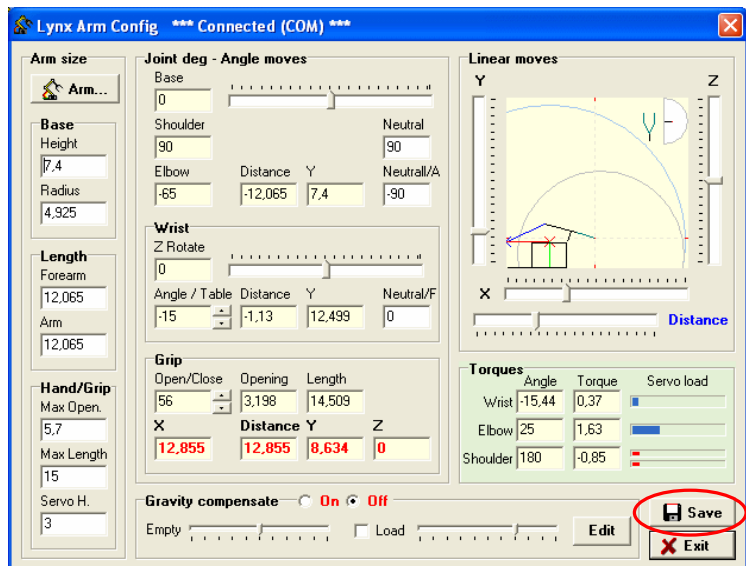 Lynx Arm Config *** Connected (COM) ***
Arm size
Arm...
Base
Height
7,4
Radius
4,925
Length
Forearm
12,065
Arm
12,065
Hand/Grip
Max Open.
5,7
Max Length
15
Servo H.
3
Joint deg - Angle moves
Base
0
Shoulder Neutral
90 90
Elbow Distance Y Neutrall/A
-65 -12,065 7,4 -90
Wrist
Z Rotate
0
Angle / Table Distance Y Neutral/F
-15 -1,13 12,499 0
Grip
Open/Close Opening Length
56 3,198 14,509
X Distance Y Z
12,855 12,855 8,634 0
Linear moves
Y Z
X
Distance
Torques
Angle Torque Servo load
Wrist -15,44 0,37
Elbow 25 1,63
Shoulder 180 -0,85
Gravity compensate On Off
Empty Load Edit
Save
Exit